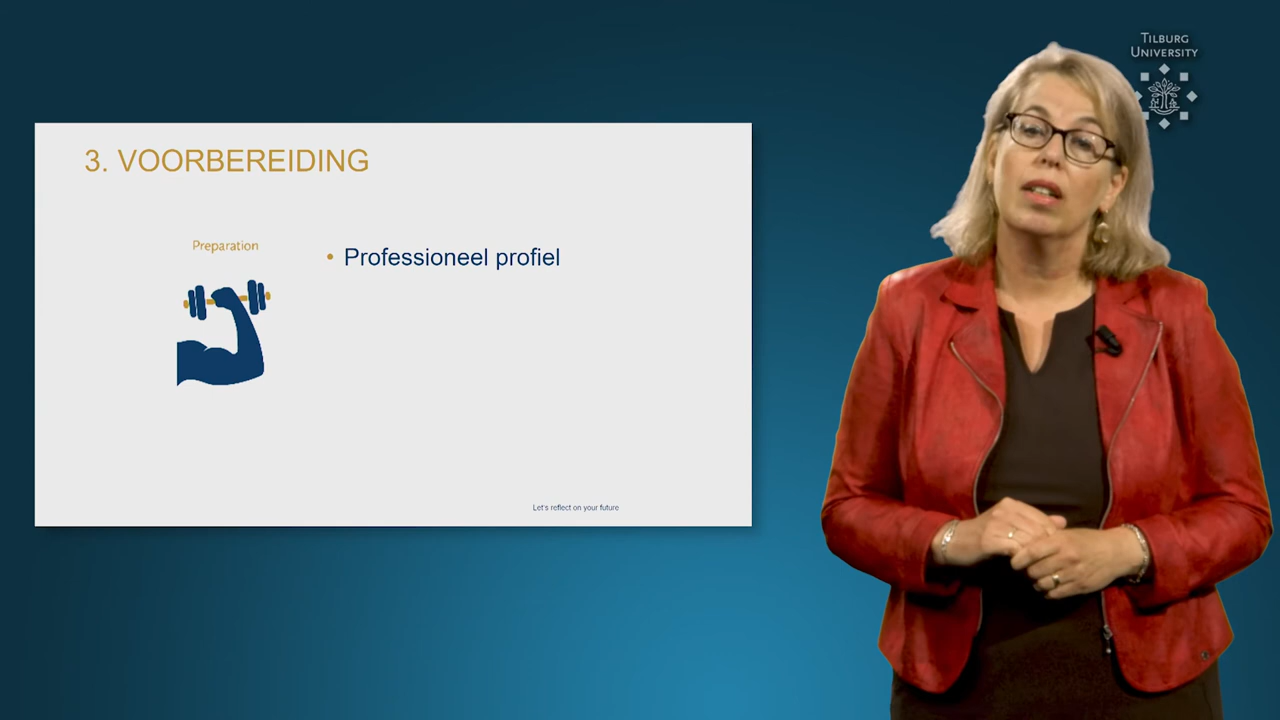 TILBURG
UNIVERSITY
3. VOORBEREIDING
Preparation
• Professioneel profiel
Let's reflect on your future